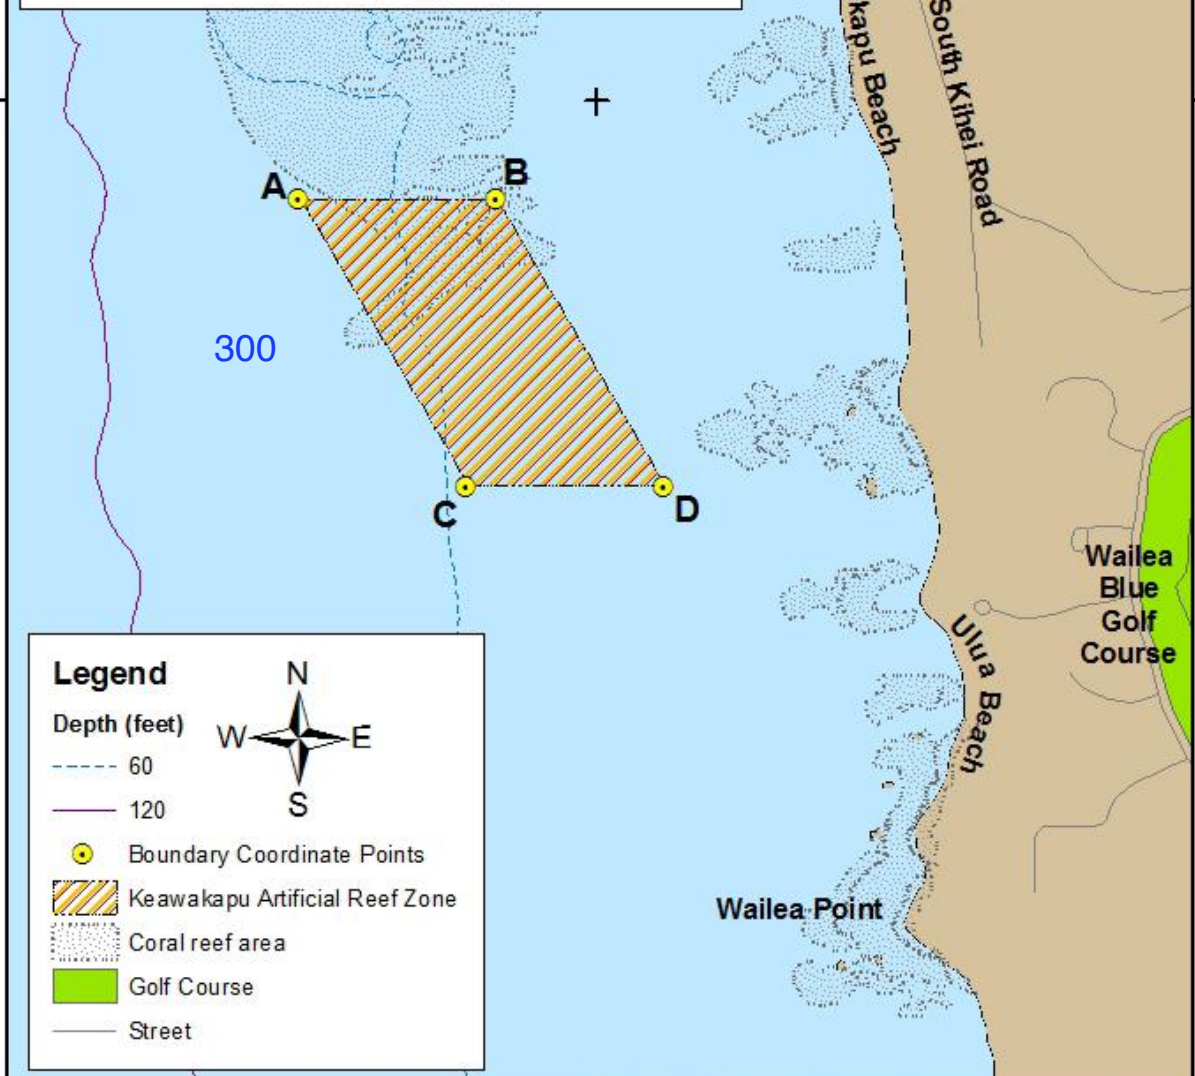 kapu Beach
South Kihei Road
A
B
300
C
D
Wailea
Blue
Golf
Course
Ulua Beach
Legend
Depth (feet)
60
120
N
W
E
S
Boundary Coordinate Points
Keawakapu Artificial Reef Zone
Coral reef area
Golf Course
Street
Wailea Point